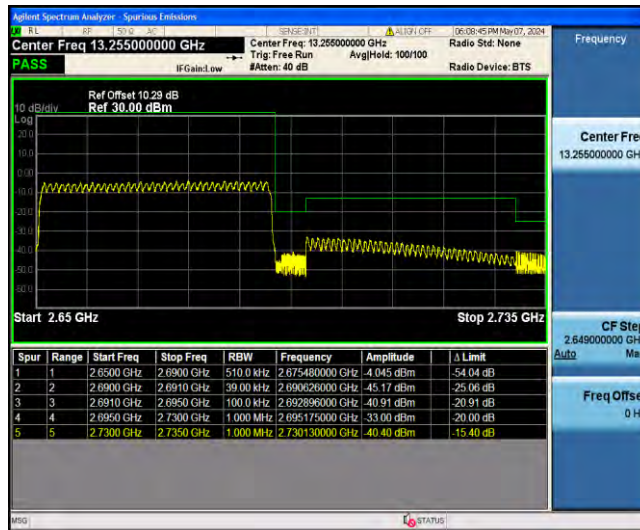 Agilent Spectrum Analyzer - Spurious Emissions
RL RF 50 Ω AC SENSE:INT ALIGN OFF 06:08:45 PM May 07, 2024
Center Freq 13.255000000 GHz Center Freq: 13.255000000 GHz Radio Std: None Frequency
Trig: Free Run Avg|Hold: 100/100
PASS IFGain:Low #Atten: 40 dB Radio Device: BTS
Ref Offset 10.29 dB
10 dB/div Ref 30.00 dBm
Log
20.0
10.0
0.00
-10.0
-20.0
-30.0
-40.0
-50.0
-60.0
Start 2.65 GHz Stop 2.735 GHz
Center Fre
13.255000000 GH
CF Step
2.649000000 GH
Auto Ma
Freq Offse
0 H
Spur Range Start Freq Stop Freq RBW Frequency Amplitude Δ Limit
1 1 2.6500 GHz 2.6900 GHz 510.0 kHz 2.675480000 GHz -4.045 dBm -54.04 dB
2 2 2.6900 GHz 2.6910 GHz 39.00 kHz 2.690626000 GHz -45.17 dBm -25.06 dB
3 3 2.6910 GHz 2.6950 GHz 100.0 kHz 2.692896000 GHz -40.91 dBm -20.91 dB
4 4 2.6950 GHz 2.7300 GHz 1.000 MHz 2.695175000 GHz -33.00 dBm -20.00 dB
5 5 2.7300 GHz 2.7350 GHz 1.000 MHz 2.730130000 GHz -40.40 dBm -15.40 dB
MSG STATUS